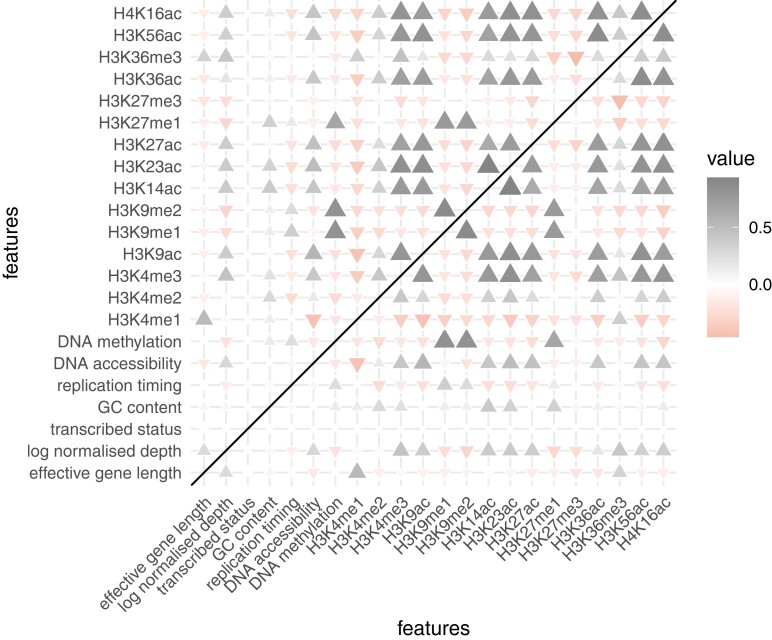 H4K16ac
H3K56ac
H3K36me3
H3K36ac
H3K27me3
H3K27me1
H3K27ac
H3K23ac
H3K14ac
H3K9me2
H3K9me1
H3K9ac
H3K4me3
H3K4me2
H3K4me1
DNA methylation
DNA accessibility
replication timing
GC content
transcribed status
log normalised depth
effective gene length
features
effective gene length
log normalised depth
transcribed status
GC content
replication timing
DNA accessibility
DNA methylation
H3K4me1
H3K4me2
H3K4me3
H3K9ac
H3K9me1
H3K9me2
H3K14ac
H3K23ac
H3K27ac
H3K27me1
H3K27me3
H3K36ac
H3K36me3
H3K56ac
H4K16ac
features
value
0.5
0.0